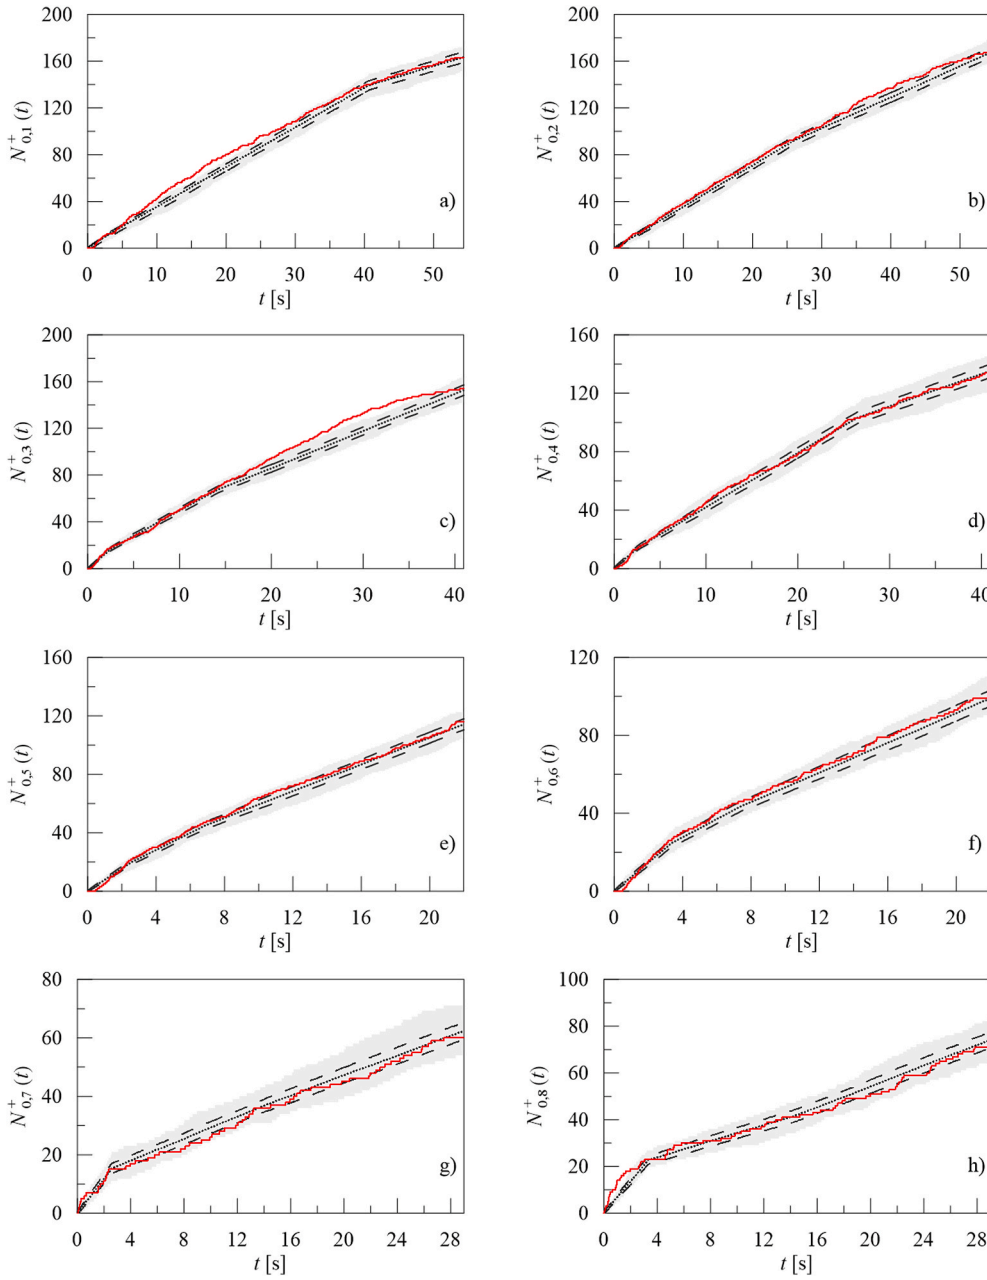 200
160
120
80
40
0
N⁺0,1 (t)
a)
0 10 20 30 40 50
t [s]
200
160
120
80
40
0
N⁺0,2 (t)
b)
0 10 20 30 40 50
t [s]
200
160
120
80
40
0
N⁺0,3 (t)
c)
0 10 20 30 40
t [s]
160
120
80
40
0
N⁺0,4 (t)
d)
0 10 20 30 40
t [s]
160
120
80
40
0
N⁺0,5 (t)
e)
0 4 8 12 16 20
t [s]
120
80
40
0
N⁺0,6 (t)
f)
0 4 8 12 16 20
t [s]
80
60
40
20
0
N⁺0,7 (t)
g)
0 4 8 12 16 20 24 28
t [s]
100
80
60
40
20
0
N⁺0,8 (t)
h)
0 4 8 12 16 20 24 28
t [s]